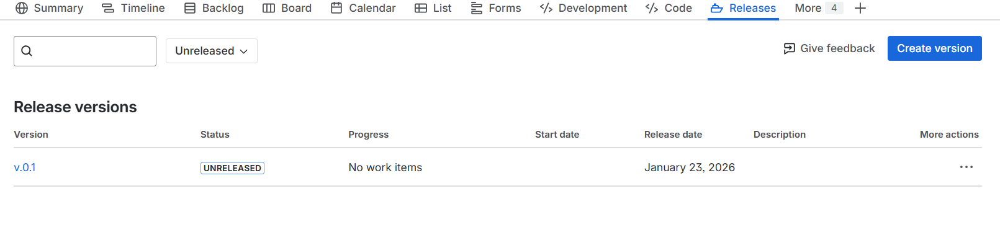 Summary Timeline Backlog Board Calendar List Forms Development Code Releases More 4
Unreleased Give feedback Create version
Release versions
Version Status Progress Start date Release date Description More actions
v.0.1 UNRELEASED No work items January 23, 2026